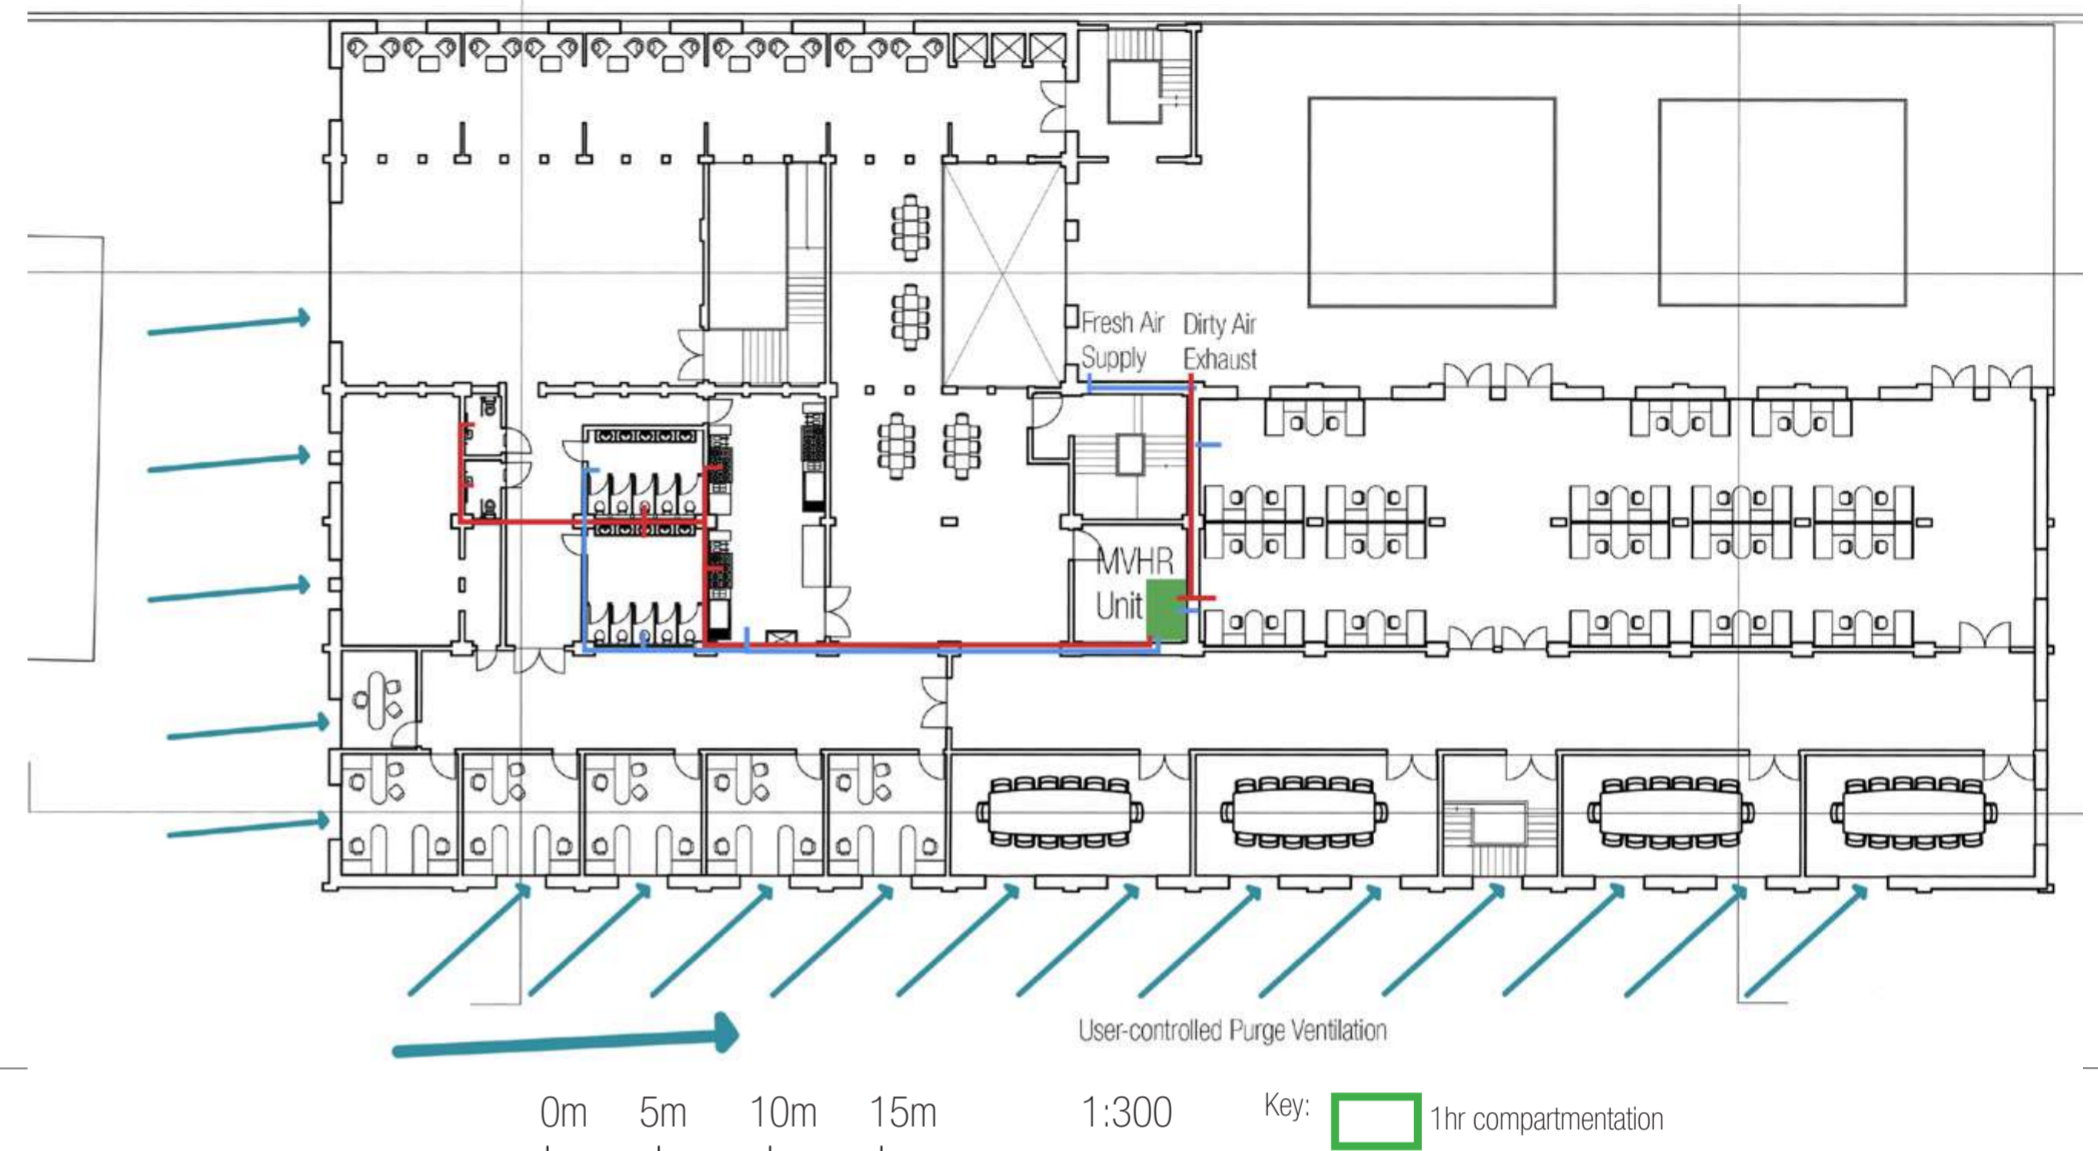 Fresh Air
Supply
Dirty Air
Exhaust
MVHR
Unit
User-controlled Purge Ventilation
0m 5m 10m 15m 1:300 Key: 1hr compartmentation